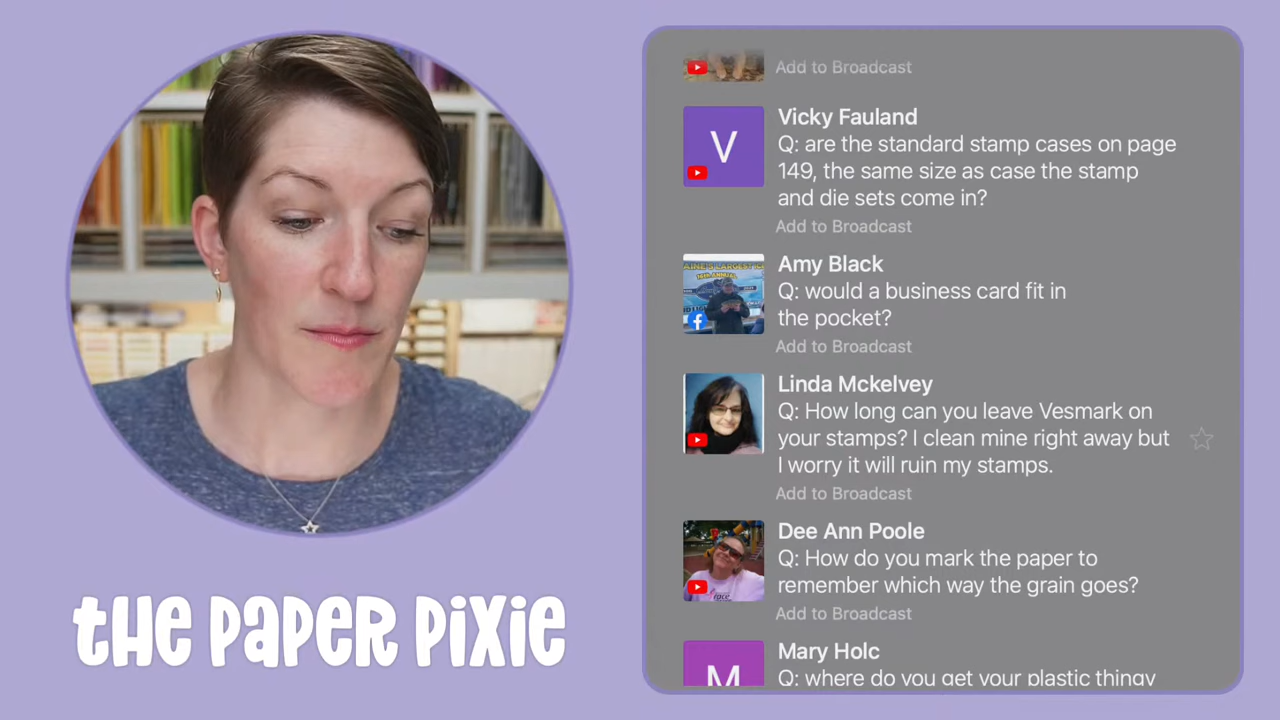 Add to Broadcast
Vicky Fauland
Q: are the standard stamp cases on page
149, the same size as case the stamp
and die sets come in?
Add to Broadcast
V
Amy Black
Q: would a business card fit in
the pocket?
Add to Broadcast
Linda Mckelvey
Q: How long can you leave Vesmark on
your stamps? I clean mine right away but
I worry it will ruin my stamps.
Add to Broadcast
Dee Ann Poole
Q: How do you mark the paper to
remember which way the grain goes?
Add to Broadcast
Mary Holc
Q: where do you get your plastic thingy
M
the paper pixie